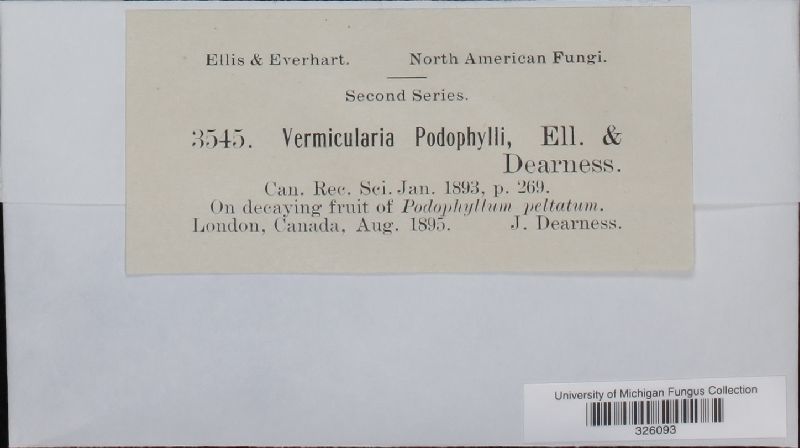 Ellis & Everhart. North American Fungi.
Second Series.
3545. Vermicularia Podophylli, Ell. &
Dearness.
Can. Rec. Sci. Jan. 1893, p. 269.
On decaying fruit of Podophyllum peltatum.
London, Canada, Aug. 1895. J. Dearness.
University of Michigan Fungus Collection
326093